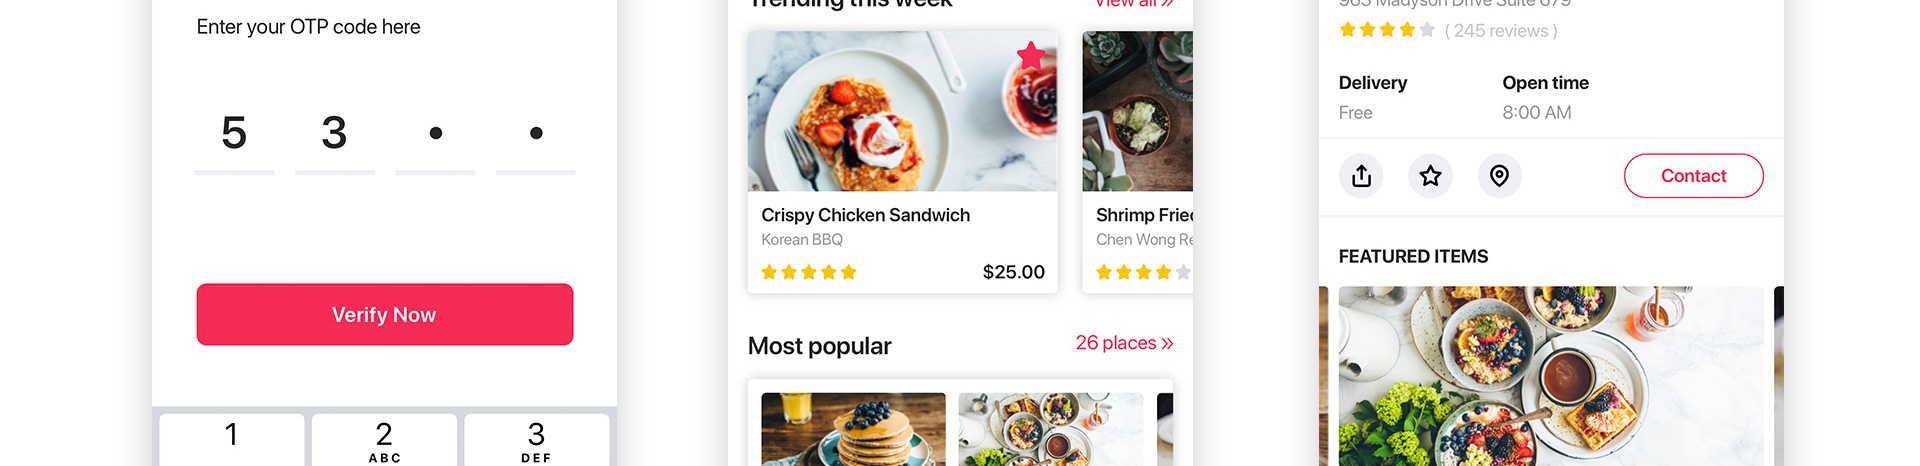 Enter your OTP code here
5 3
Verify Now
1 2 3
ABC DEF
Trending this week View all
Crispy Chicken Sandwich
Korean BBQ
$25.00
Shrimp Fried
Chen Wong Re
Most popular 26 places
963 Madyson Drive Suite 679
( 245 reviews )
Delivery Open time
Free 8:00 AM
Contact
FEATURED ITEMS